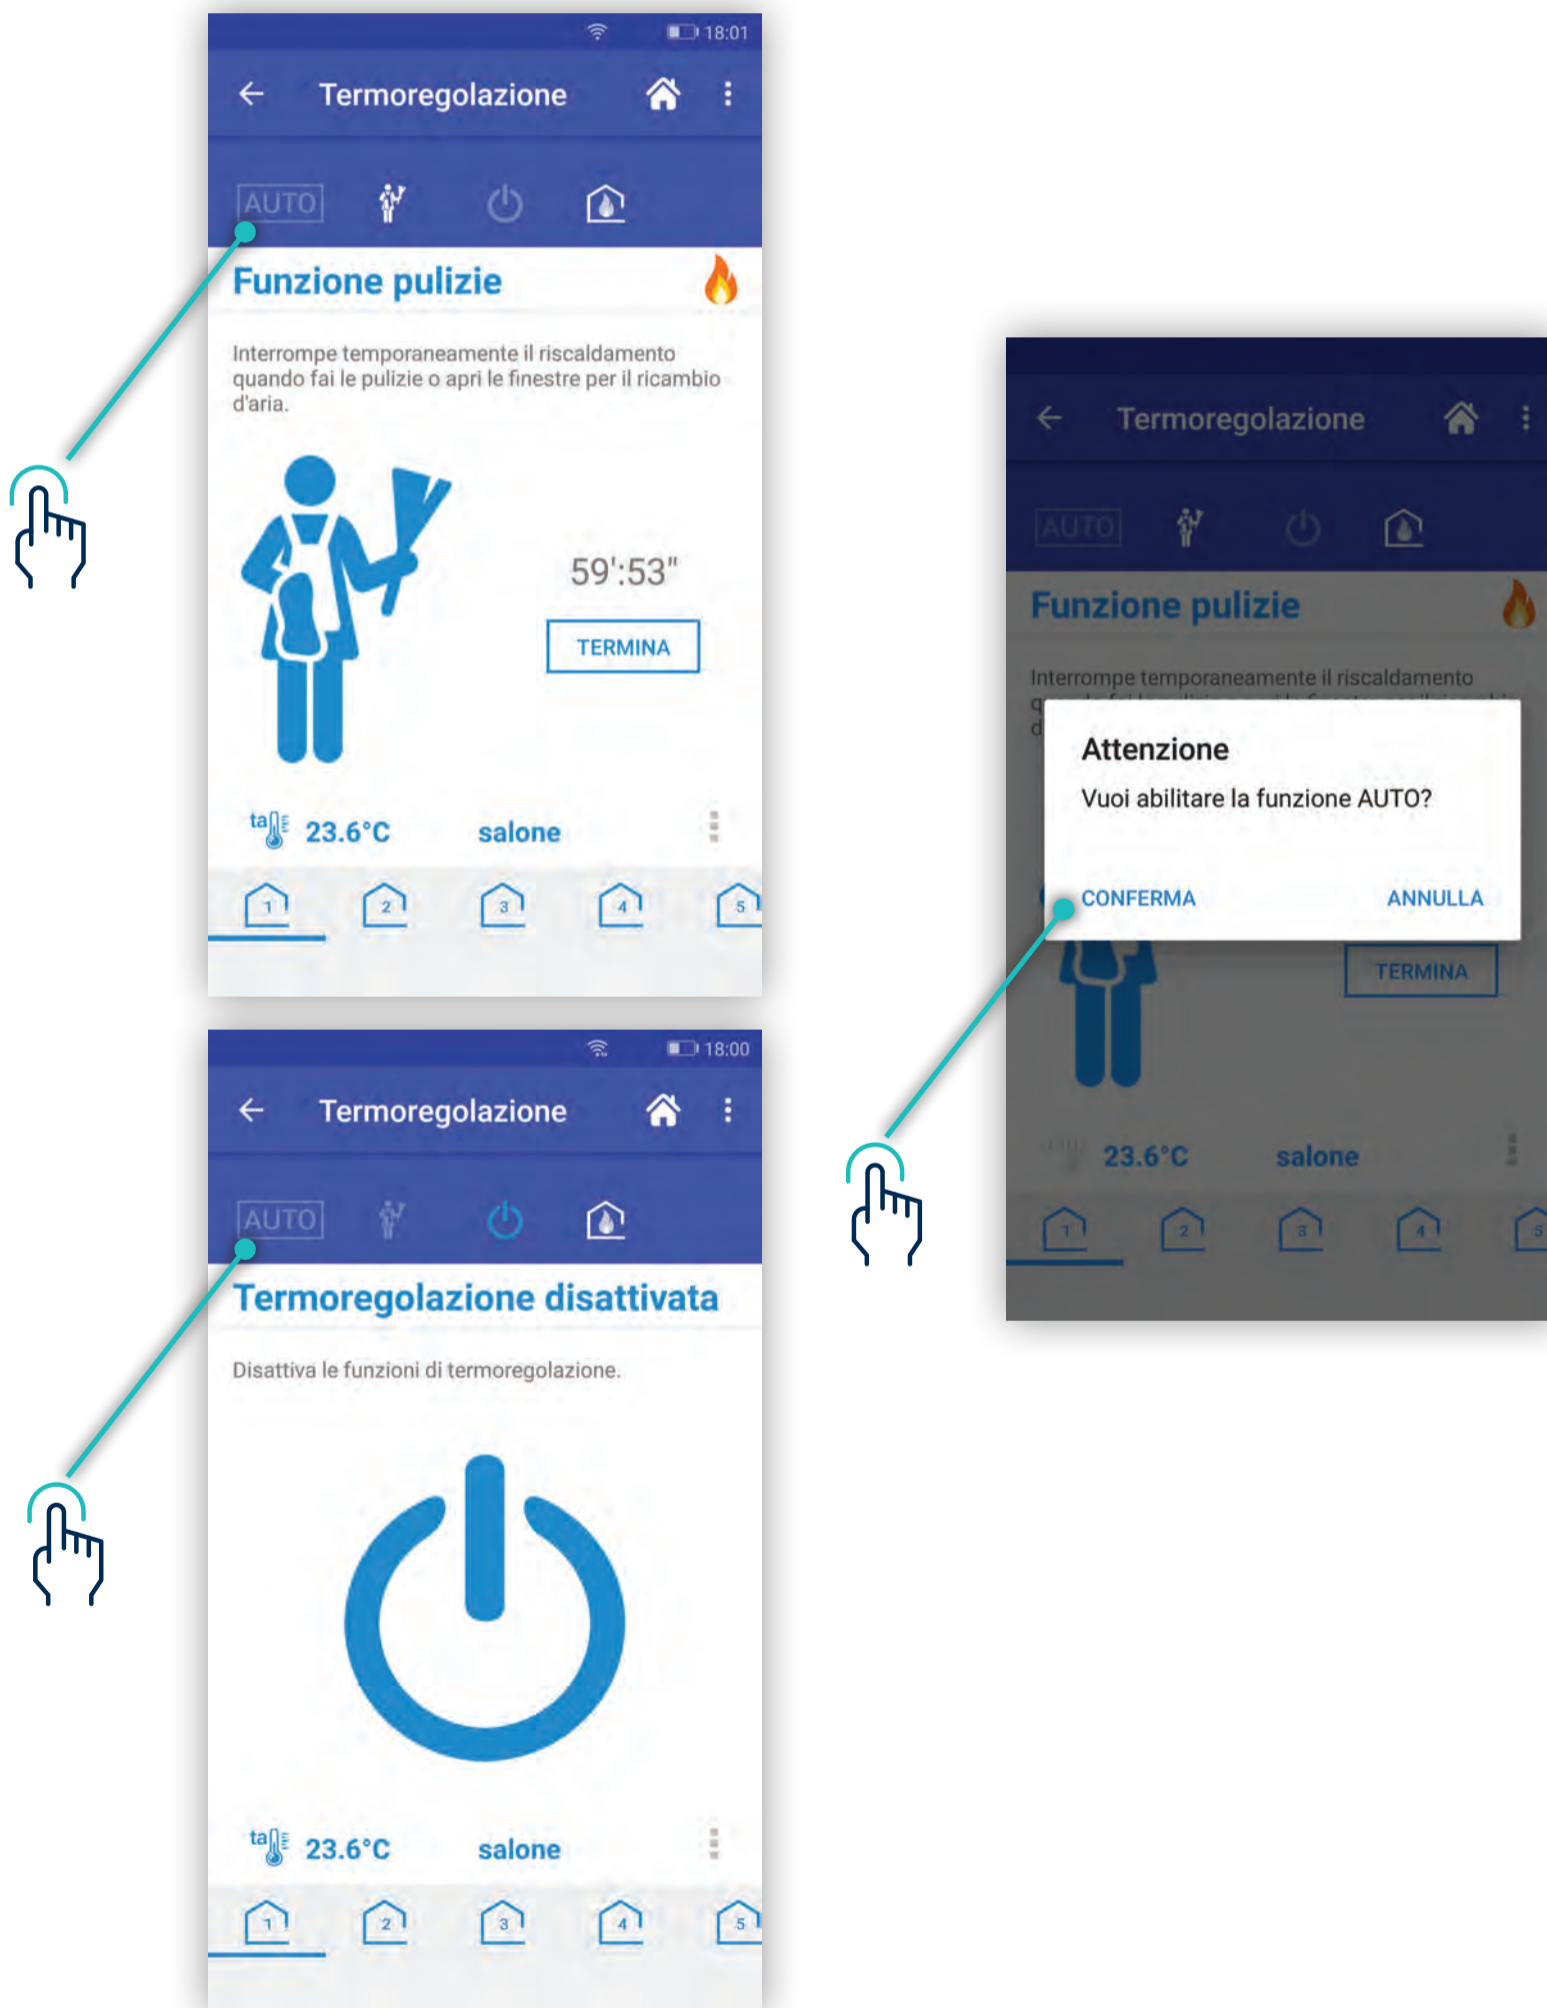 18:01
Termoregolazione
AUTO
Funzione pulizie
Interrompe temporaneamente il riscaldamento
quando fai le pulizie o apri le finestre per il ricambio
d'aria.
59':53"
TERMINA
ta 23.6°C salone
1 2 3 4 5
18:00
Termoregolazione
AUTO
Termoregolazione disattivata
Disattiva le funzioni di termoregolazione.
ta 23.6°C salone
1 2 3 4 5
Termoregolazione
AUTO
Funzione pulizie
Interrompe temporaneamente il riscaldamento
Attenzione
Vuoi abilitare la funzione AUTO?
CONFERMA ANNULLA
TERMINA
23.6°C salone
1 2 3 4 5